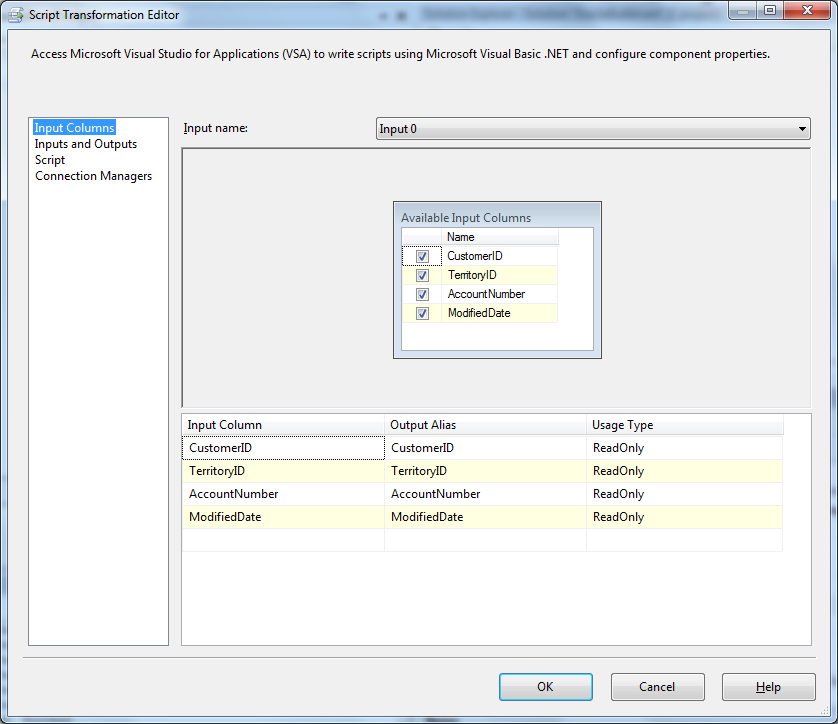 Script Transformation Editor
Access Microsoft Visual Studio for Applications (VSA) to write scripts using Microsoft Visual Basic .NET and configure component properties.
Input Columns
Inputs and Outputs
Script
Connection Managers
Input name:
Input 0
Available Input Columns
Name
CustomerID
TerritoryID
AccountNumber
ModifiedDate
Input Column Output Alias Usage Type
CustomerID CustomerID ReadOnly
TerritoryID TerritoryID ReadOnly
AccountNumber AccountNumber ReadOnly
ModifiedDate ModifiedDate ReadOnly
OK Cancel Help